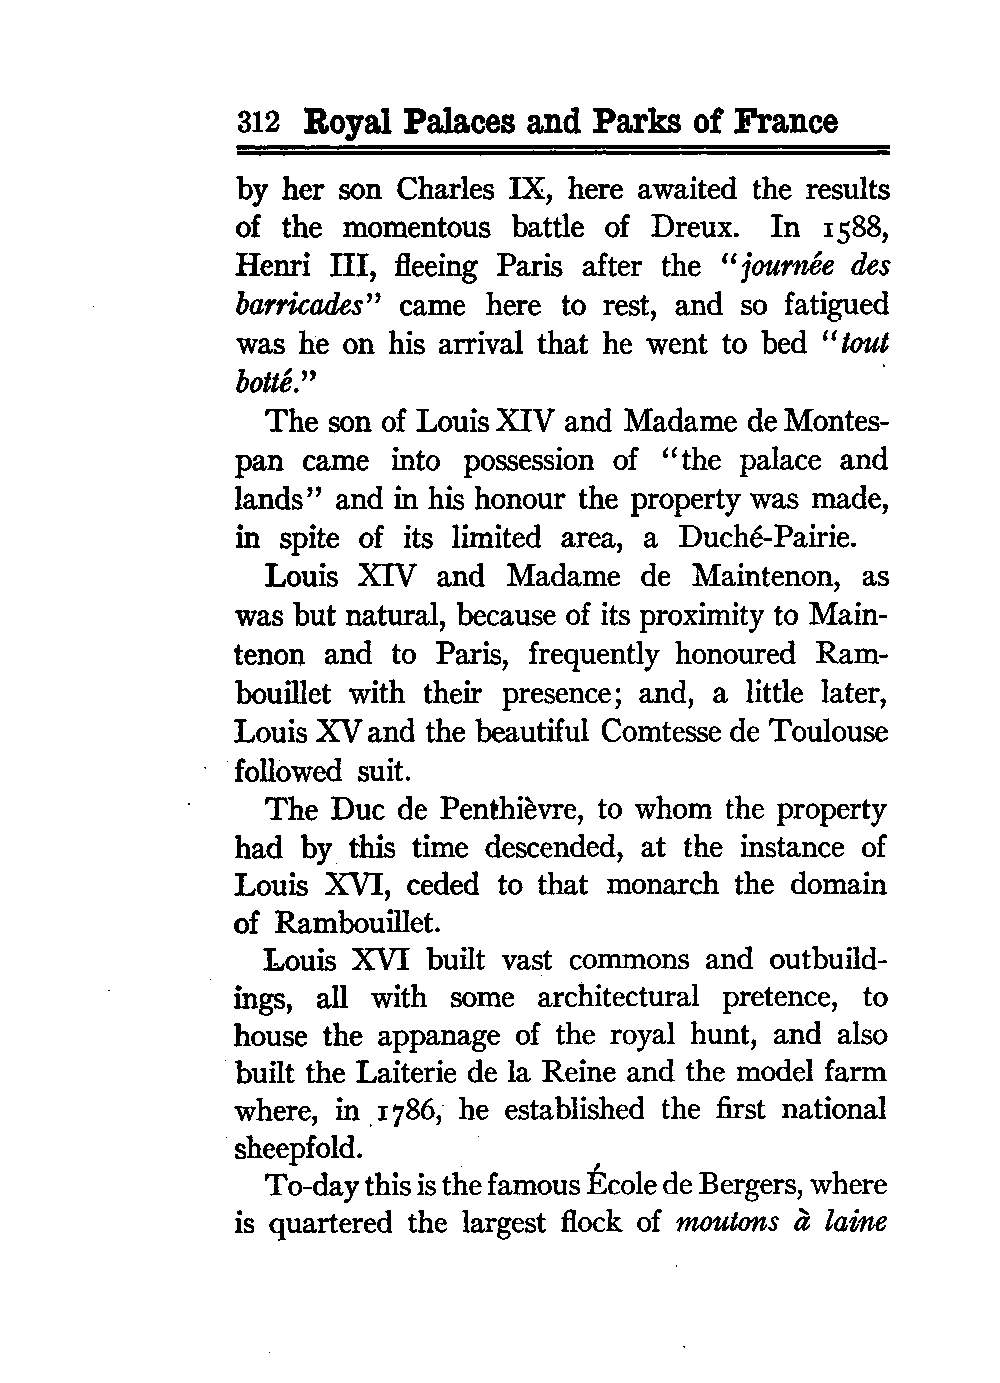 312 Royal Palaces and Parks of France
by her son Charles IX, here awaited the results
of the momentous battle of Dreux. In 1588,
Henri III, fleeing Paris after the "journée des
barricades" came here to rest, and so fatigued
was he on his arrival that he went to bed "tout
botté."
The son of Louis XIV and Madame de Montes-
pan came into possession of "the palace and
lands" and in his honour the property was made,
in spite of its limited area, a Duché-Pairie.
Louis XIV and Madame de Maintenon, as
was but natural, because of its proximity to Main-
tenon and to Paris, frequently honoured Ram-
bouillet with their presence; and, a little later,
Louis XV and the beautiful Comtesse de Toulouse
followed suit.
The Duc de Penthièvre, to whom the property
had by this time descended, at the instance of
Louis XVI, ceded to that monarch the domain
of Rambouillet.
Louis XVI built vast commons and outbuild-
ings, all with some architectural pretence, to
house the appanage of the royal hunt, and also
built the Laiterie de la Reine and the model farm
where, in 1786, he established the first national
sheepfold.
To-day this is the famous École de Bergers, where
is quartered the largest flock of moutons à laine